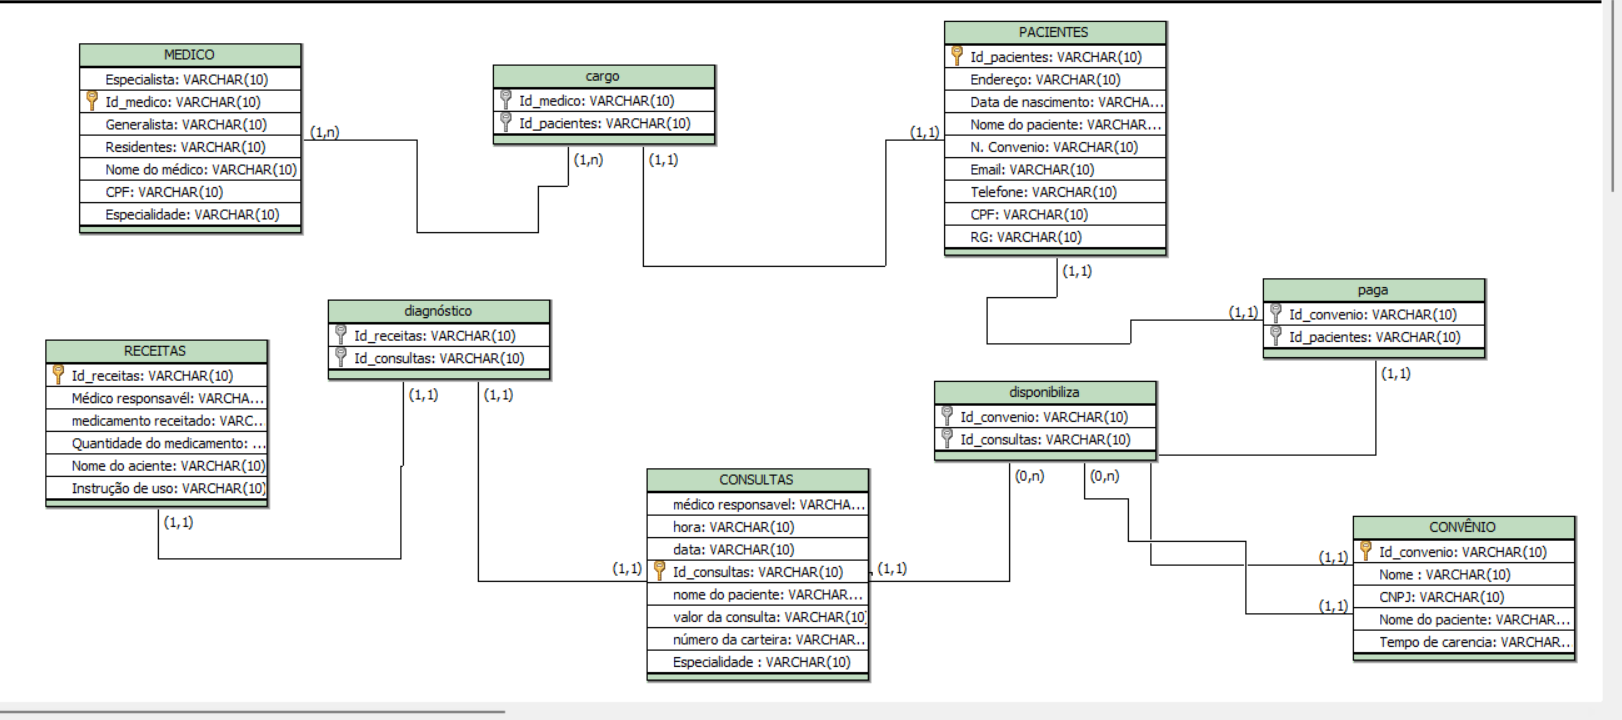 MEDICO
Especialista: VARCHAR(10)
Id_medico: VARCHAR(10)
Generalista: VARCHAR(10)
Residentes: VARCHAR(10)
Nome do médico: VARCHAR(10)
CPF: VARCHAR(10)
Especialidade: VARCHAR(10)
(1,n)
cargo
Id_medico: VARCHAR(10)
Id_pacientes: VARCHAR(10)
(1,n)
(1,1)
(1,1)
PACIENTES
Id_pacientes: VARCHAR(10)
Endereço: VARCHAR(10)
Data de nascimento: VARCHA...
Nome do paciente: VARCHAR...
N. Convenio: VARCHAR(10)
Email: VARCHAR(10)
Telefone: VARCHAR(10)
CPF: VARCHAR(10)
RG: VARCHAR(10)
(1,1)
(1,1)
paga
Id_convenio: VARCHAR(10)
Id_pacientes: VARCHAR(10)
(1,1)
diagnóstico
Id_receitas: VARCHAR(10)
Id_consultas: VARCHAR(10)
(1,1)
(1,1)
RECEITAS
Id_receitas: VARCHAR(10)
Médico responsavél: VARCHA...
medicamento receitado: VARC...
Quantidade do medicamento: ...
Nome do aciente: VARCHAR(10)
Instrução de uso: VARCHAR(10)
(1,1)
disponibiliza
Id_convenio: VARCHAR(10)
Id_consultas: VARCHAR(10)
(0,n)
(0,n)
CONSULTAS
médico responsavel: VARCHA...
hora: VARCHAR(10)
data: VARCHAR(10)
Id_consultas: VARCHAR(10)
nome do paciente: VARCHAR...
valor da consulta: VARCHAR(10)
número da carteira: VARCHAR...
Especialidade : VARCHAR(10)
(1,1)
(1,1)
CONVÊNIO
Id_convenio: VARCHAR(10)
Nome : VARCHAR(10)
CNPJ: VARCHAR(10)
Nome do paciente: VARCHAR...
Tempo de carencia: VARCHAR...
(1,1)
(1,1)